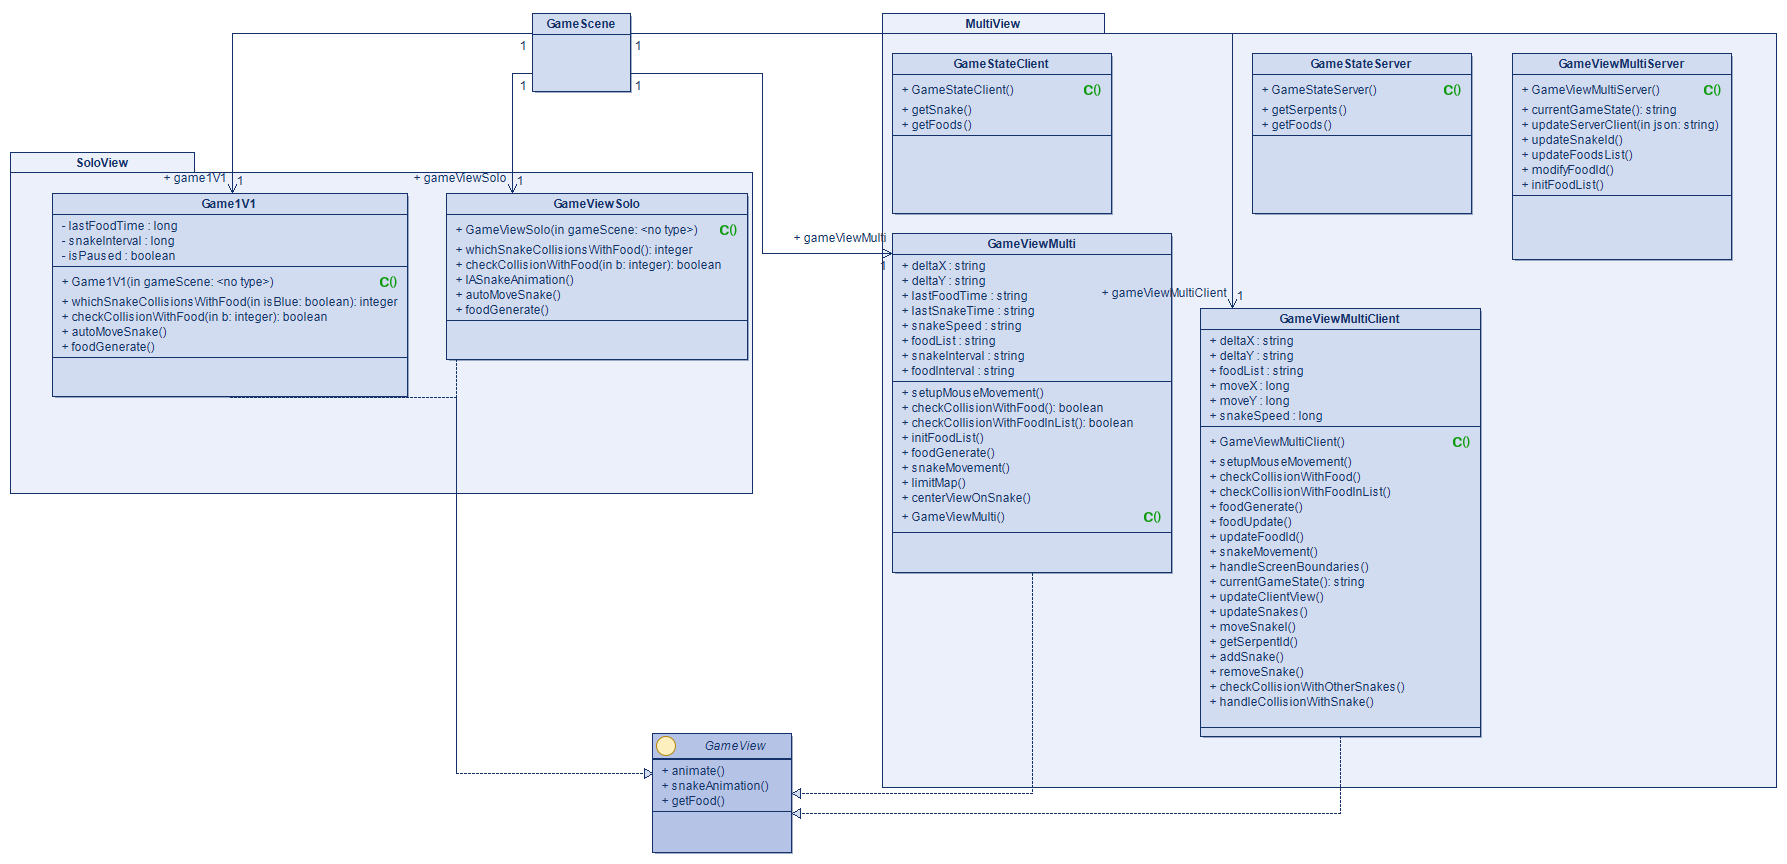 GameScene
1
1
1
1
MultiView
GameStateClient
+ GameStateClient() C()
+ getSnake()
+ getFoods()
GameStateServer
+ GameStateServer() C()
+ getSerpents()
+ getFoods()
GameViewMultiServer
+ GameViewMultiServer() C()
+ currentGameState(): string
+ updateServerClient(in json: string)
+ updateSnakeId()
+ updateFoodsList()
+ modifyFoodId()
+ initFoodList()
SoloView
+ game1V1
1
Game1V1
- lastFoodTime : long
- snakeInterval : long
- isPaused : boolean
+ Game1V1(in gameScene: <no type>) C()
+ whichSnakeCollisionsWithFood(in isBlue: boolean): integer
+ checkCollisionWithFood(in b: integer): boolean
+ autoMoveSnake()
+ foodGenerate()
+ gameViewSolo
1
GameViewSolo
+ GameViewSolo(in gameScene: <no type>) C()
+ whichSnakeCollisionsWithFood(): integer
+ checkCollisionWithFood(in b: integer): boolean
+ IASnakeAnimation()
+ autoMoveSnake()
+ foodGenerate()
+ gameViewMulti
1
GameViewMulti
+ deltaX : string
+ deltaY : string
+ lastFoodTime : string
+ lastSnakeTime : string
+ snakeSpeed : string
+ foodList : string
+ snakeInterval : string
+ foodInterval : string
+ setupMouseMovement()
+ checkCollisionWithFood(): boolean
+ checkCollisionWithFoodInList(): boolean
+ initFoodList()
+ foodGenerate()
+ snakeMovement()
+ limitMap()
+ centerViewOnSnake()
+ GameViewMulti() C()
+ gameViewMultiClient
1
GameViewMultiClient
+ deltaX : string
+ deltaY : string
+ foodList : string
+ moveX : long
+ moveY : long
+ snakeSpeed : long
+ GameViewMultiClient() C()
+ setupMouseMovement()
+ checkCollisionWithFood()
+ checkCollisionWithFoodInList()
+ foodGenerate()
+ foodUpdate()
+ updateFoodId()
+ snakeMovement()
+ handleScreenBoundaries()
+ currentGameState(): string
+ updateClientView()
+ updateSnakes()
+ moveSnakeI()
+ getSerpentId()
+ addSnake()
+ removeSnake()
+ checkCollisionWithOtherSnakes()
+ handleCollisionWithSnake()
GameView
+ animate()
+ snakeAnimation()
+ getFood()